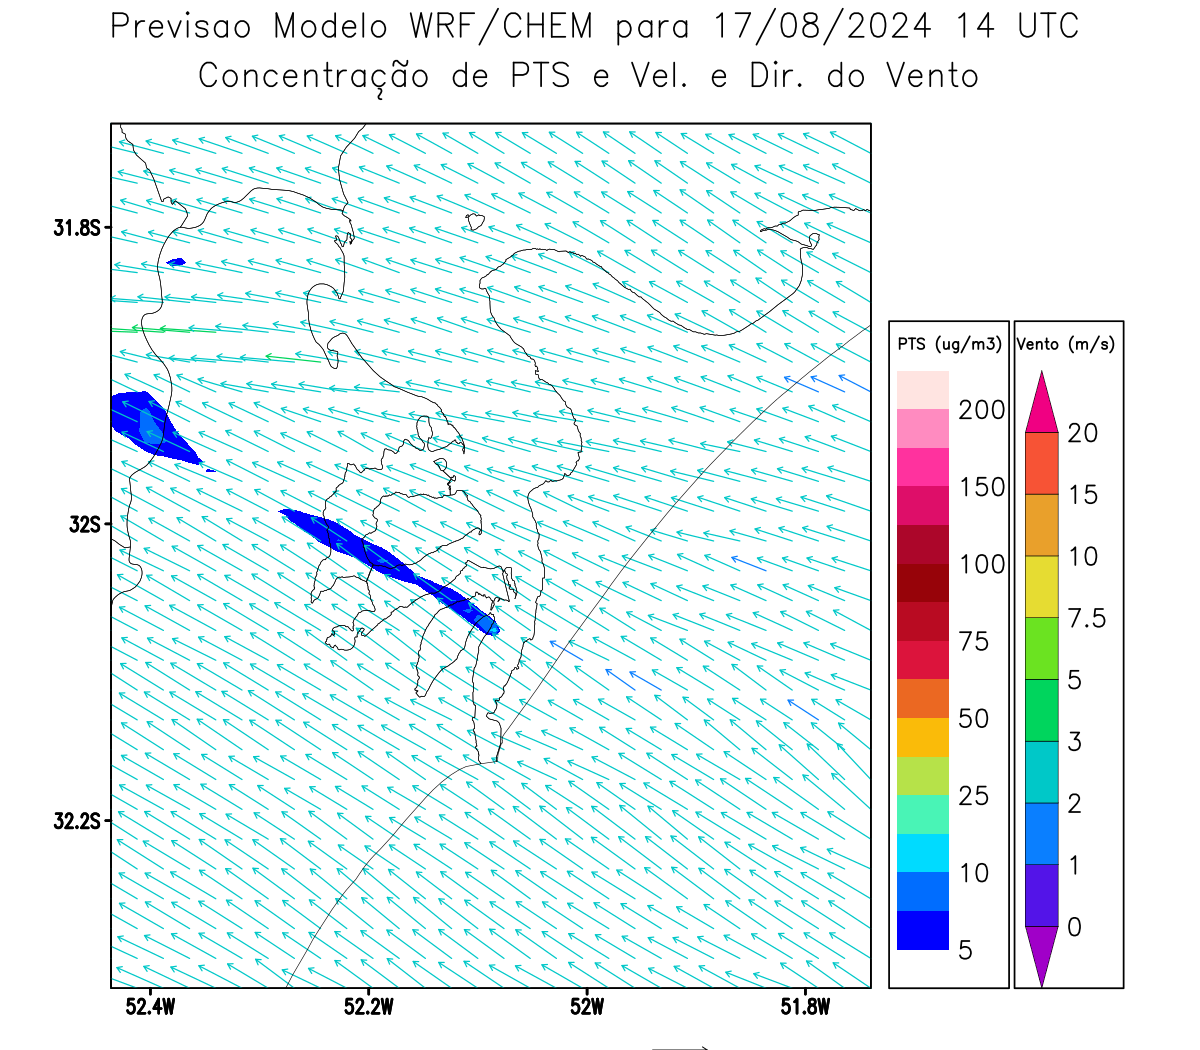 Previsao Modelo WRF/CHEM para 17/08/2024 14 UTC
Concentração de PTS e Vel. e Dir. do Vento
31.8S
32S
32.2S
52.4W 52.2W 52W 51.8W
PTS (ug/m3)
200
150
100
75
50
25
10
5
Vento (m/s)
20
15
10
7.5
5
3
2
1
0